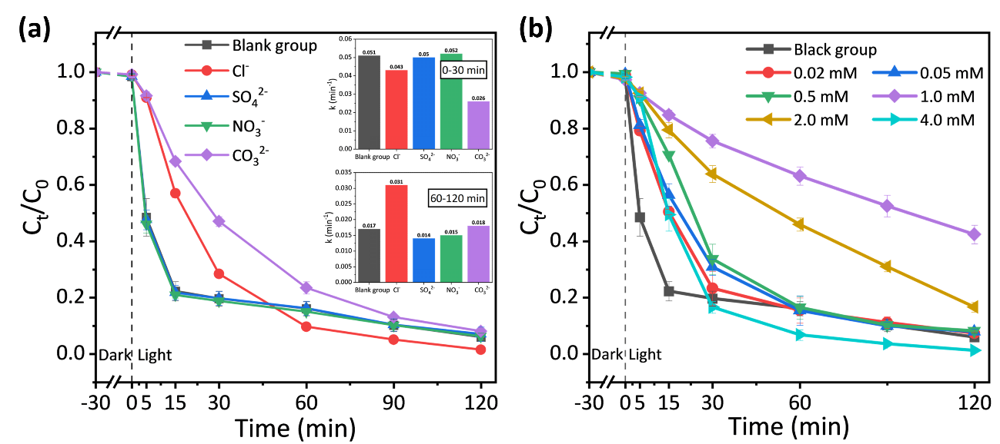 (a)
Blank group
Cl⁻
SO₄²⁻
NO₃⁻
CO₃²⁻
Cₜ/C₀
1.0
0.8
0.6
0.4
0.2
0.0
Dark Light
-30 0 5 15 30 60 90 120
Time (min)
k (min⁻¹)
0.06
0.05
0.04
0.03
0.02
0.01
0.00
0.051
0.043
0.05
0.052
0.026
0-30 min
Blank group Cl⁻ SO₄²⁻ NO₃⁻ CO₃²⁻
k (min⁻¹)
0.035
0.030
0.025
0.020
0.015
0.010
0.005
0.000
0.017
0.031
0.014
0.015
0.018
60-120 min
Blank group Cl⁻ SO₄²⁻ NO₃⁻ CO₃²⁻
(b)
Black group
0.02 mM 0.05 mM
0.5 mM 1.0 mM
2.0 mM 4.0 mM
Cₜ/C₀
1.0
0.8
0.6
0.4
0.2
0.0
Dark Light
-30 0 5 15 30 60 120
Time (min)